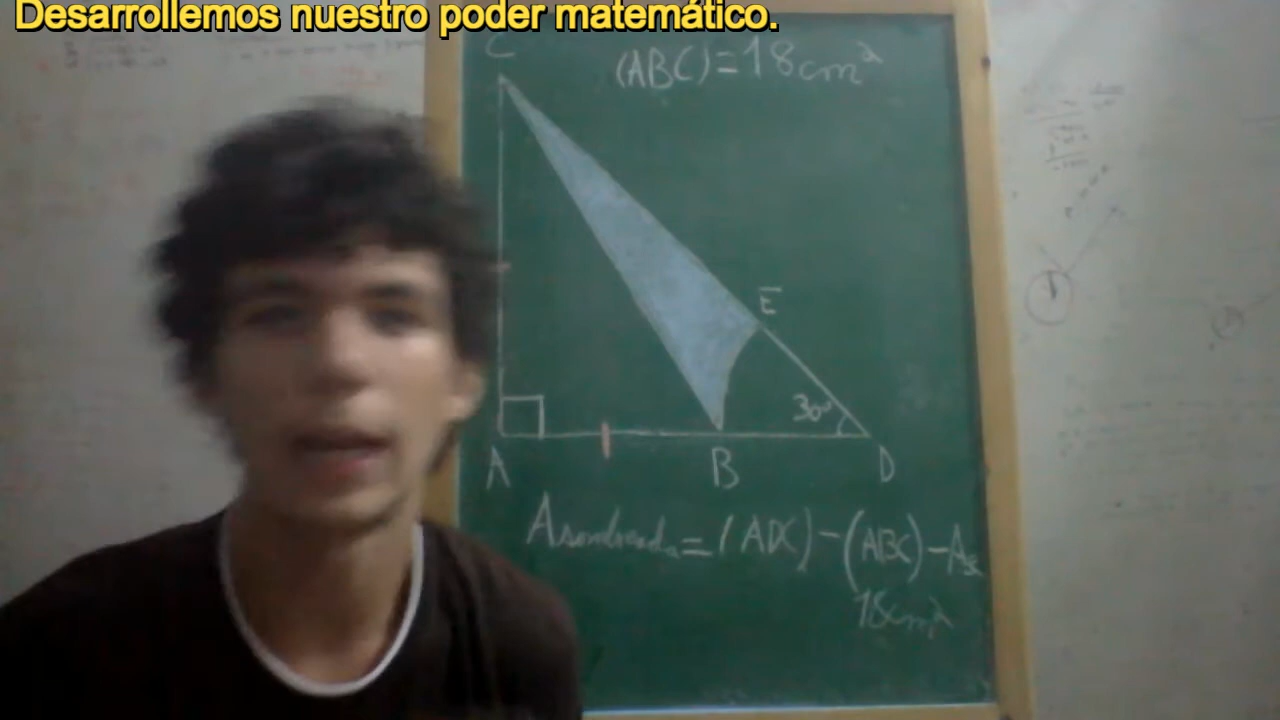 Desarrollemos nuestro poder matemático.
C
(ABC)=18cm²
E
30°
A
B
D
Asombreada=(ADC)-(ABC)-As
18cm²